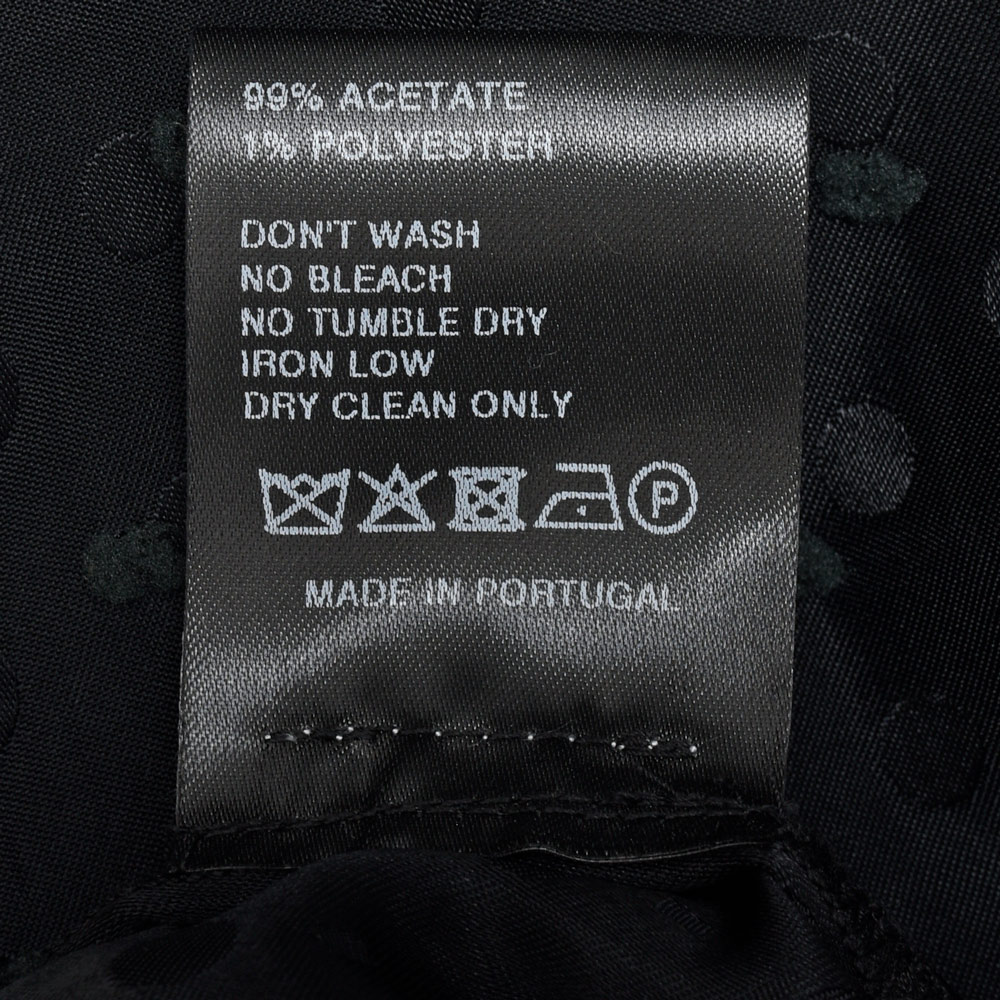 99% ACETATE
1% POLYESTER
DON'T WASH
NO BLEACH
NO TUMBLE DRY
IRON LOW
DRY CLEAN ONLY
P
MADE IN PORTUGAL